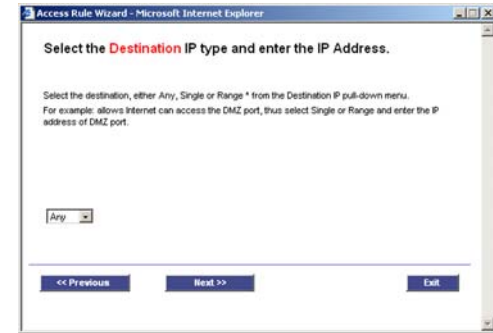 Access Rule Wizard - Microsoft Internet Explorer
Select the Destination IP type and enter the IP Address.
Select the destination, either Any, Single or Range * from the Destination IP pull-down menu.
For example: allows Internet can access the DMZ port, thus select Single or Range and enter the IP
address of DMZ port.
Any
<< Previous Next >> Exit